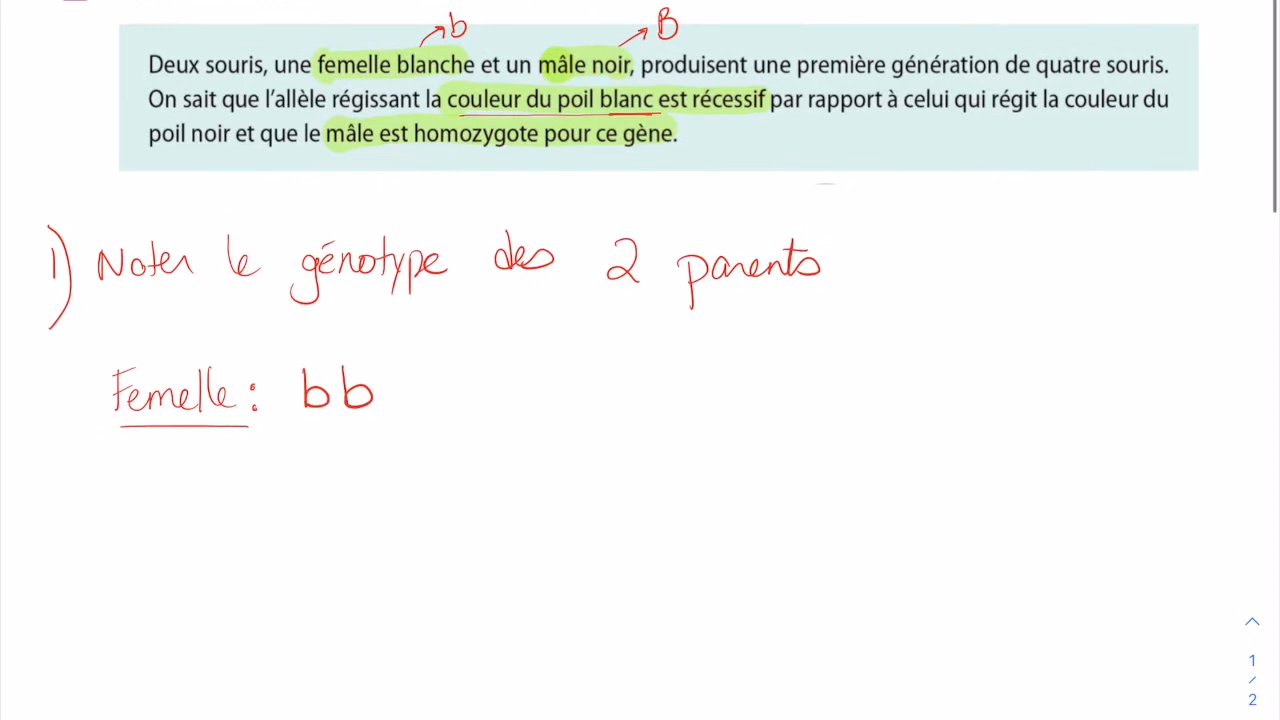 b B
Deux souris, une femelle blanche et un mâle noir, produisent une première génération de quatre souris.
On sait que l'allèle régissant la couleur du poil blanc est récessif par rapport à celui qui régit la couleur du
poil noir et que le mâle est homozygote pour ce gène.
1) Noter le génotype des 2 parents
Femelle : bb
1
/
2